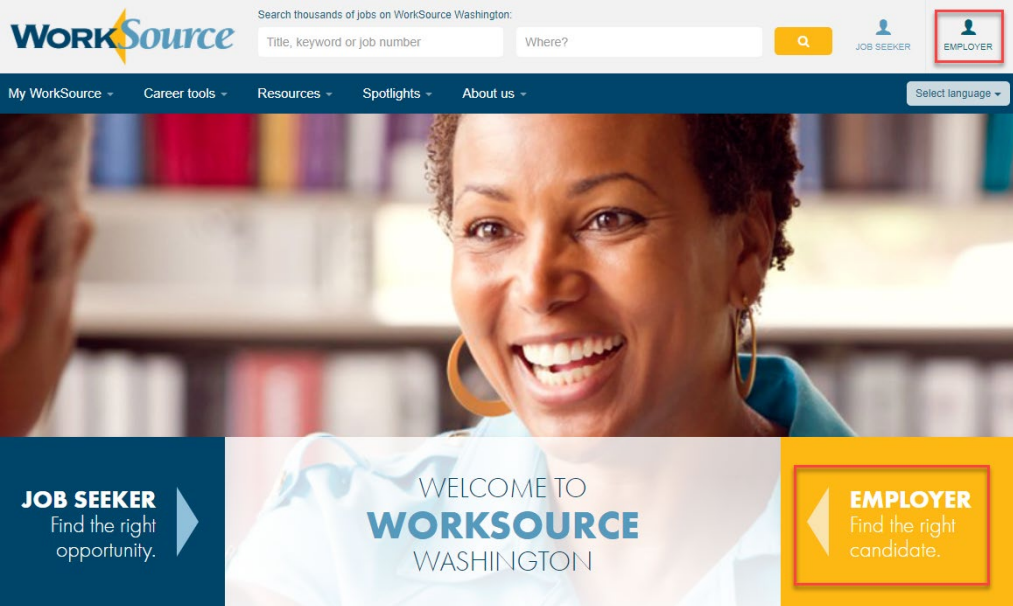 WorkSource
Search thousands of jobs on WorkSource Washington:
Title, keyword or job number
Where?
JOB SEEKER
EMPLOYER
My WorkSource
Career tools
Resources
Spotlights
About us
Select language
JOB SEEKER
Find the right
opportunity.
WELCOME TO
WORKSOURCE
WASHINGTON
EMPLOYER
Find the right
candidate.